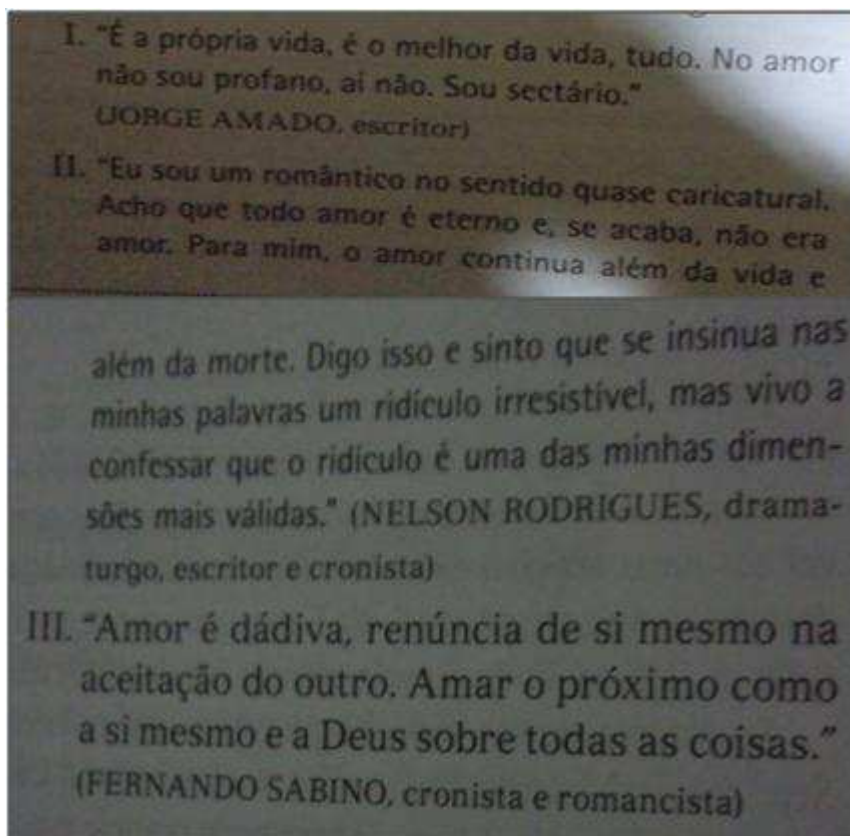 I. "É a própria vida, é o melhor da vida, tudo. No amor
não sou profano, aí não. Sou sectário."
(JORGE AMADO, escritor)
II. "Eu sou um romântico no sentido quase caricatural.
Acho que todo amor é eterno e, se acaba, não era
amor. Para mim, o amor continua além da vida e
além da morte. Digo isso e sinto que se insinua nas
minhas palavras um ridículo irresistível, mas vivo a
confessar que o ridículo é uma das minhas dimen-
sões mais válidas." (NELSON RODRIGUES, drama-
turgo, escritor e cronista)
III. "Amor é dádiva, renúncia de si mesmo na
aceitação do outro. Amar o próximo como
a si mesmo e a Deus sobre todas as coisas."
(FERNANDO SABINO, cronista e romancista)